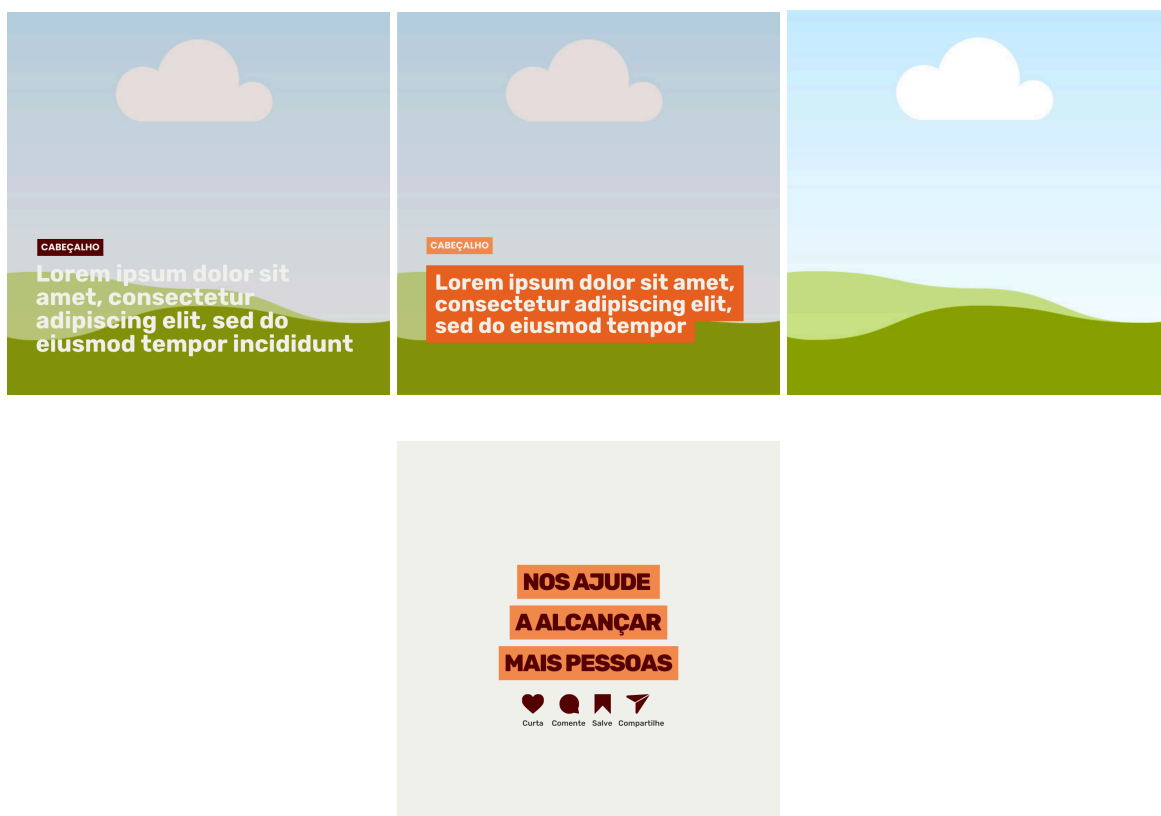 CABEÇALHO
Lorem ipsum dolor sit
amet, consectetur
adipiscing elit, sed do
eiusmod tempor incididunt
CABEÇALHO
Lorem ipsum dolor sit amet,
consectetur adipiscing elit,
sed do eiusmod tempor
NOS AJUDE
A ALCANÇAR
MAIS PESSOAS
Curta Comente Salve Compartilhe